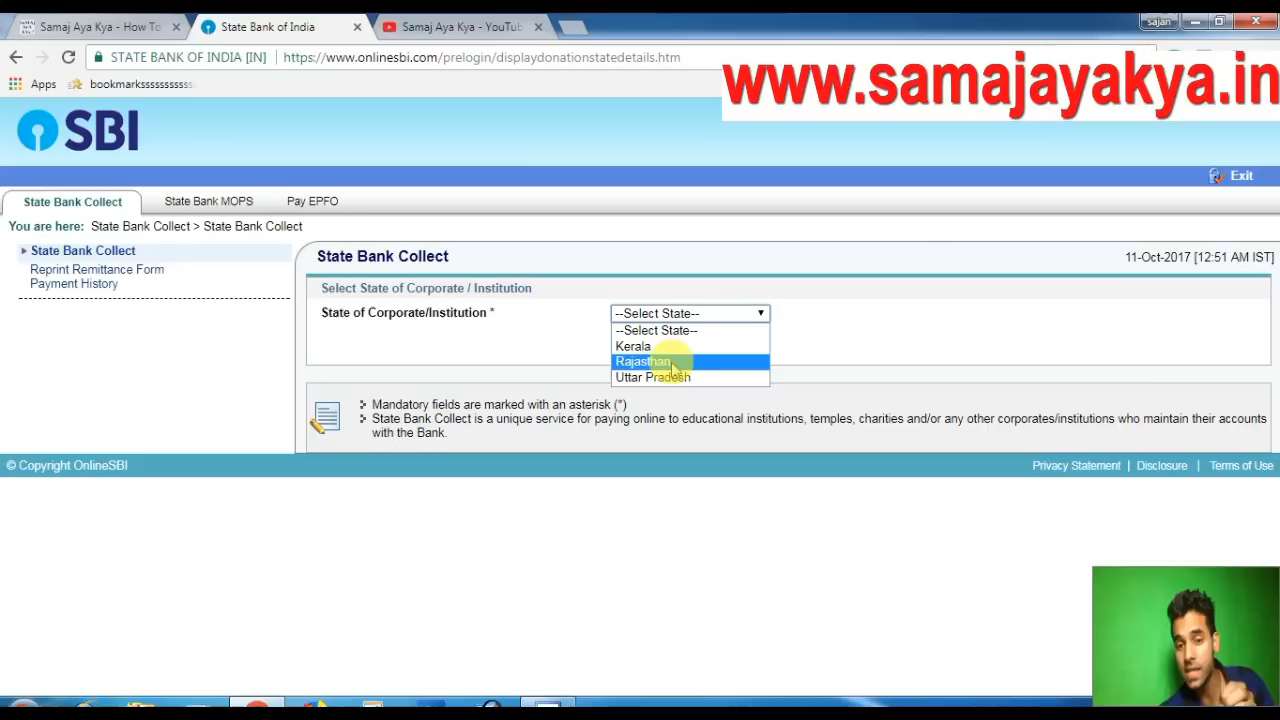 Samaj Aya Kya - How To
State Bank of India
Samaj Aya Kya - YouTub
sajan
STATE BANK OF INDIA [IN]
https://www.onlinesbi.com/prelogin/displaydonationstatedetails.htm
www.samajayakya.in
Apps
bookmarkssssssssss
SBI
Exit
State Bank Collect
State Bank MOPS
Pay EPFO
You are here: State Bank Collect > State Bank Collect
State Bank Collect
Reprint Remittance Form
Payment History
State Bank Collect
11-Oct-2017 [12:51 AM IST]
Select State of Corporate / Institution
State of Corporate/Institution *
--Select State--
--Select State--
Kerala
Rajasthan
Uttar Pradesh
Mandatory fields are marked with an asterisk (*)
State Bank Collect is a unique service for paying online to educational institutions, temples, charities and/or any other corporates/institutions who maintain their accounts
with the Bank.
© Copyright OnlineSBI
Privacy Statement | Disclosure | Terms of Use